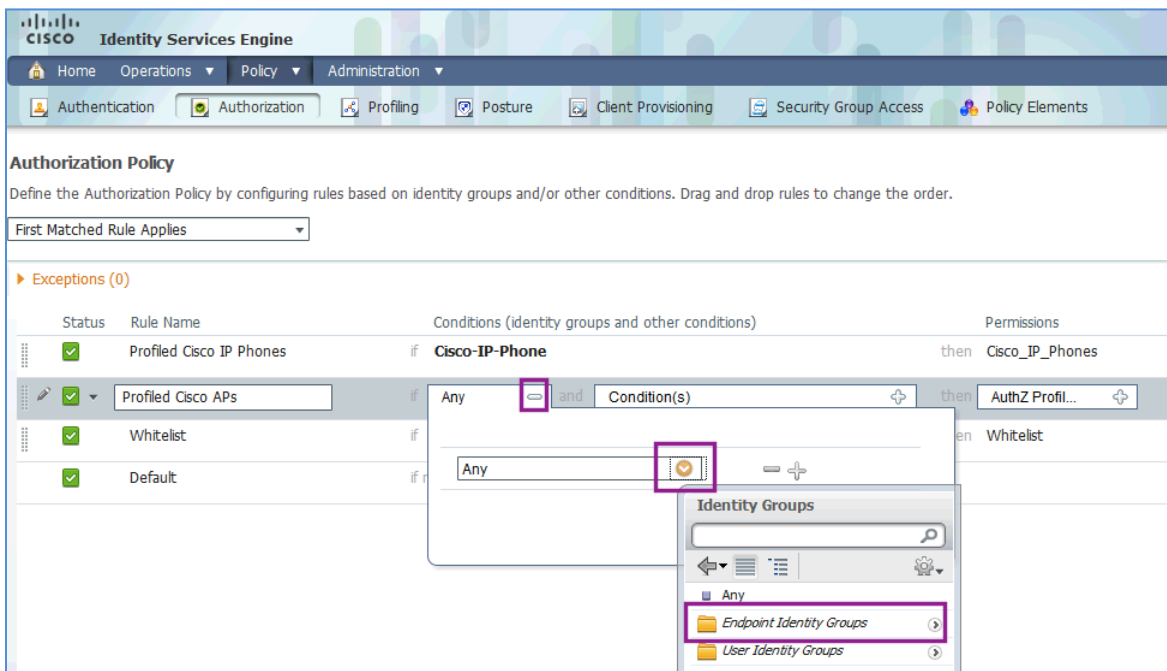 CISCO Identity Services Engine
Home Operations Policy Administration
Authentication Authorization Profiling Posture Client Provisioning Security Group Access Policy Elements
Authorization Policy
Define the Authorization Policy by configuring rules based on identity groups and/or other conditions. Drag and drop rules to change the order.
First Matched Rule Applies
Exceptions (0)
Status Rule Name Conditions (identity groups and other conditions) Permissions
Profiled Cisco IP Phones if Cisco-IP-Phone then Cisco_IP_Phones
Profiled Cisco APs if Any and Condition(s) then AuthZ Profil...
Whitelist if en Whitelist
Default if
Any
Identity Groups
Any
Endpoint Identity Groups
User Identity Groups